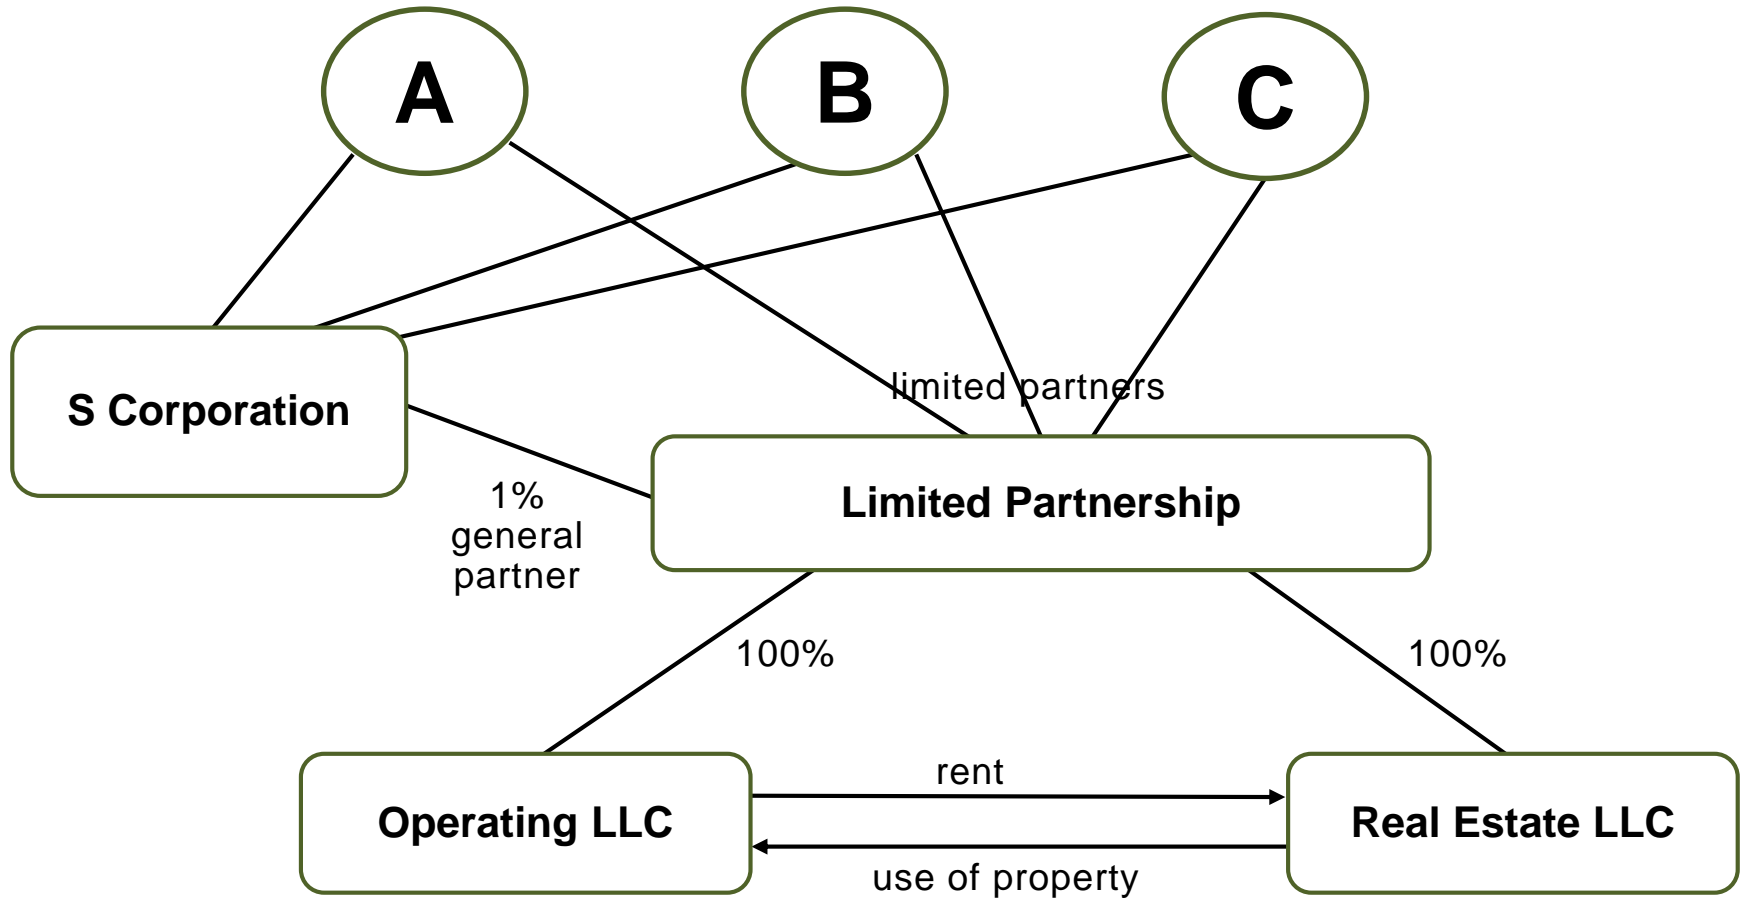 A
B
C
limited partners
S Corporation
1%
general
partner
Limited Partnership
100%
100%
rent
Operating LLC
Real Estate LLC
use of property